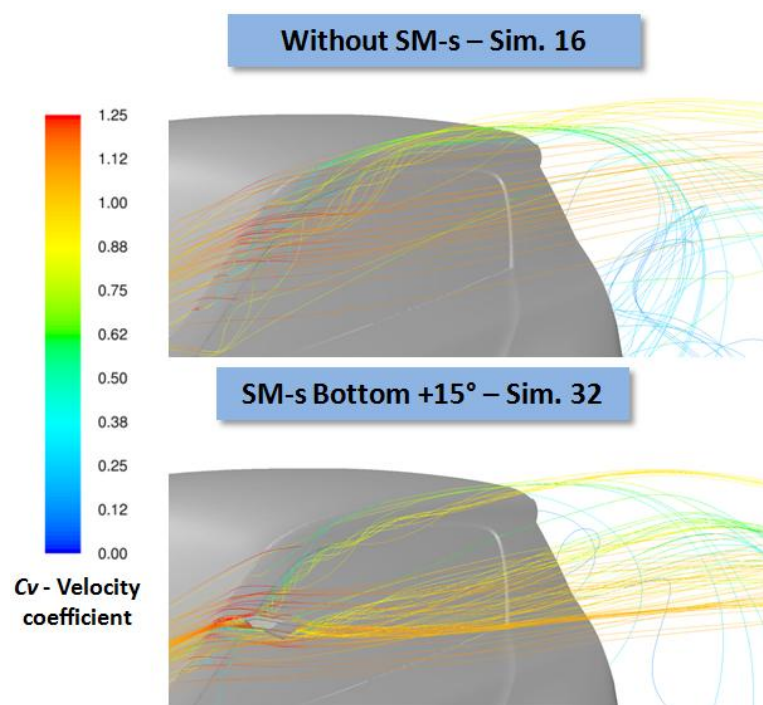 Without SM-s – Sim. 16
1.25
1.12
1.00
0.88
0.75
0.62
0.50
0.38
0.25
0.12
0.00
Cv - Velocity
coefficient
SM-s Bottom +15° – Sim. 32